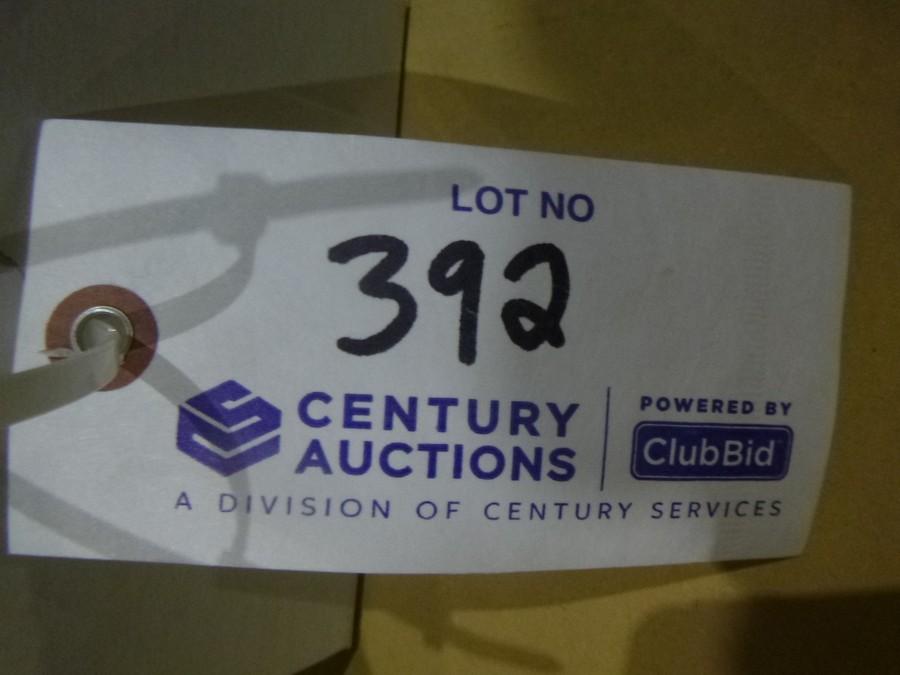 LOT NO
392
CENTURY
AUCTIONS
A DIVISION OF CENTURY SERVICES
POWERED BY
ClubBid